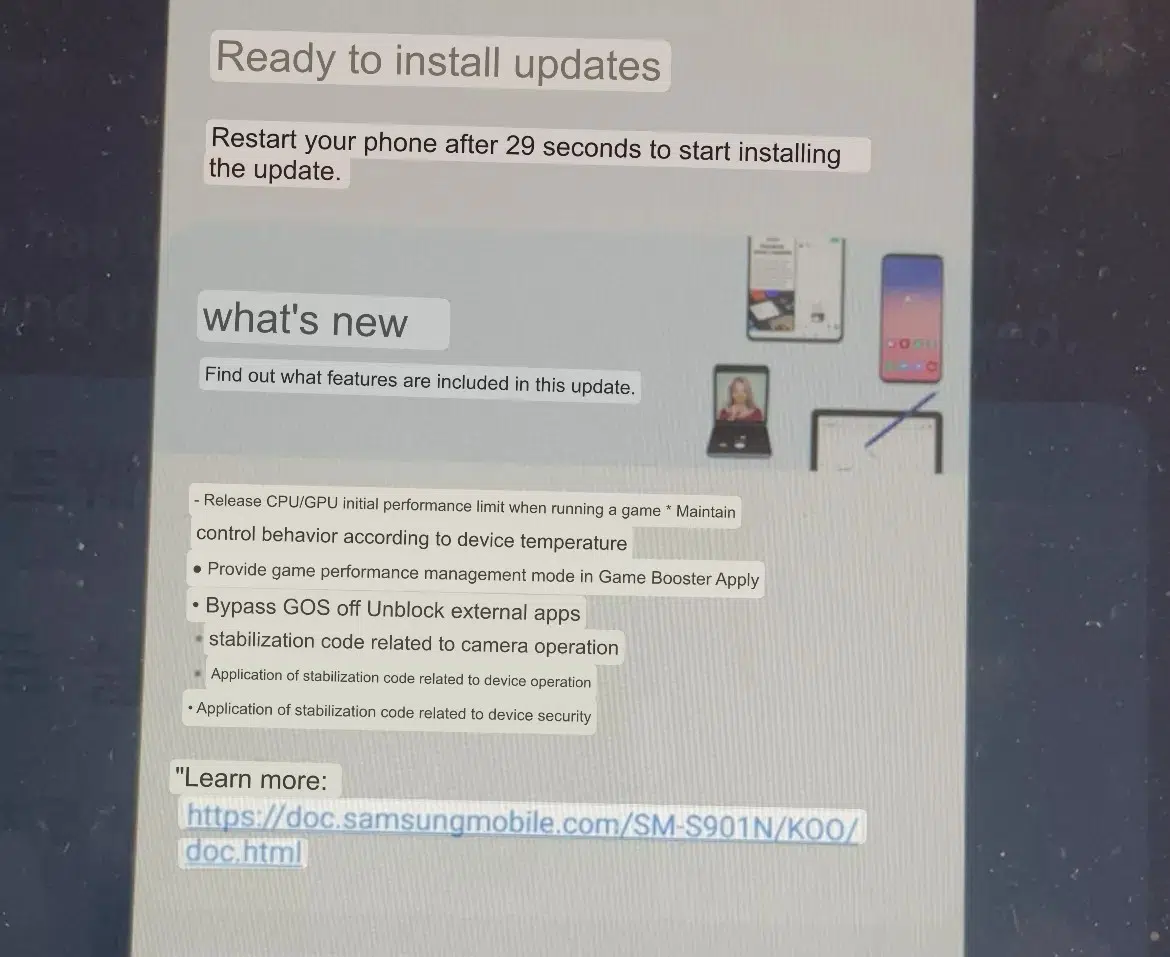 Ready to install updates
Restart your phone after 29 seconds to start installing
the update.
what's new
Find out what features are included in this update.
- Release CPU/GPU initial performance limit when running a game * Maintain
control behavior according to device temperature
● Provide game performance management mode in Game Booster Apply
• Bypass GOS off Unblock external apps
• stabilization code related to camera operation
• Application of stabilization code related to device operation
• Application of stabilization code related to device security
"Learn more:
https://doc.samsungmobile.com/SM-S901N/KOO/
doc.html